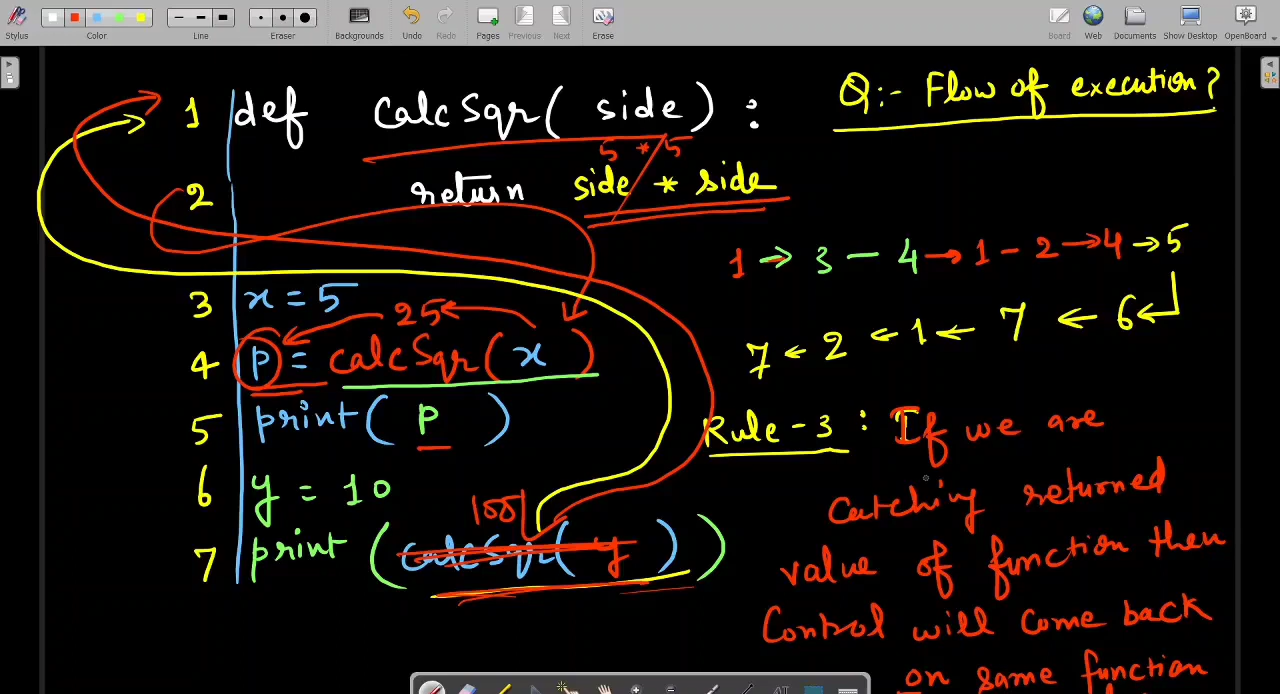 Stylus Color Line Eraser Backgrounds Undo Redo Pages Previous Next Erase Board Web Documents Show Desktop OpenBoard
Q:- Flow of execution?
1 def calcSqr( side ) :
5 * 5
2 return side * side
1 → 3 - 4 → 1 - 2 → 4 → 5
3 x = 5
25
7 ← 2 ← 1 ← 7 ← 6
4 p = calcSqr( x )
5 print( p )
6 y = 10
100
7 print ( calcSqr( y ) )
Rule-3 : If we are
catching returned
value of function then
control will come back
on same function